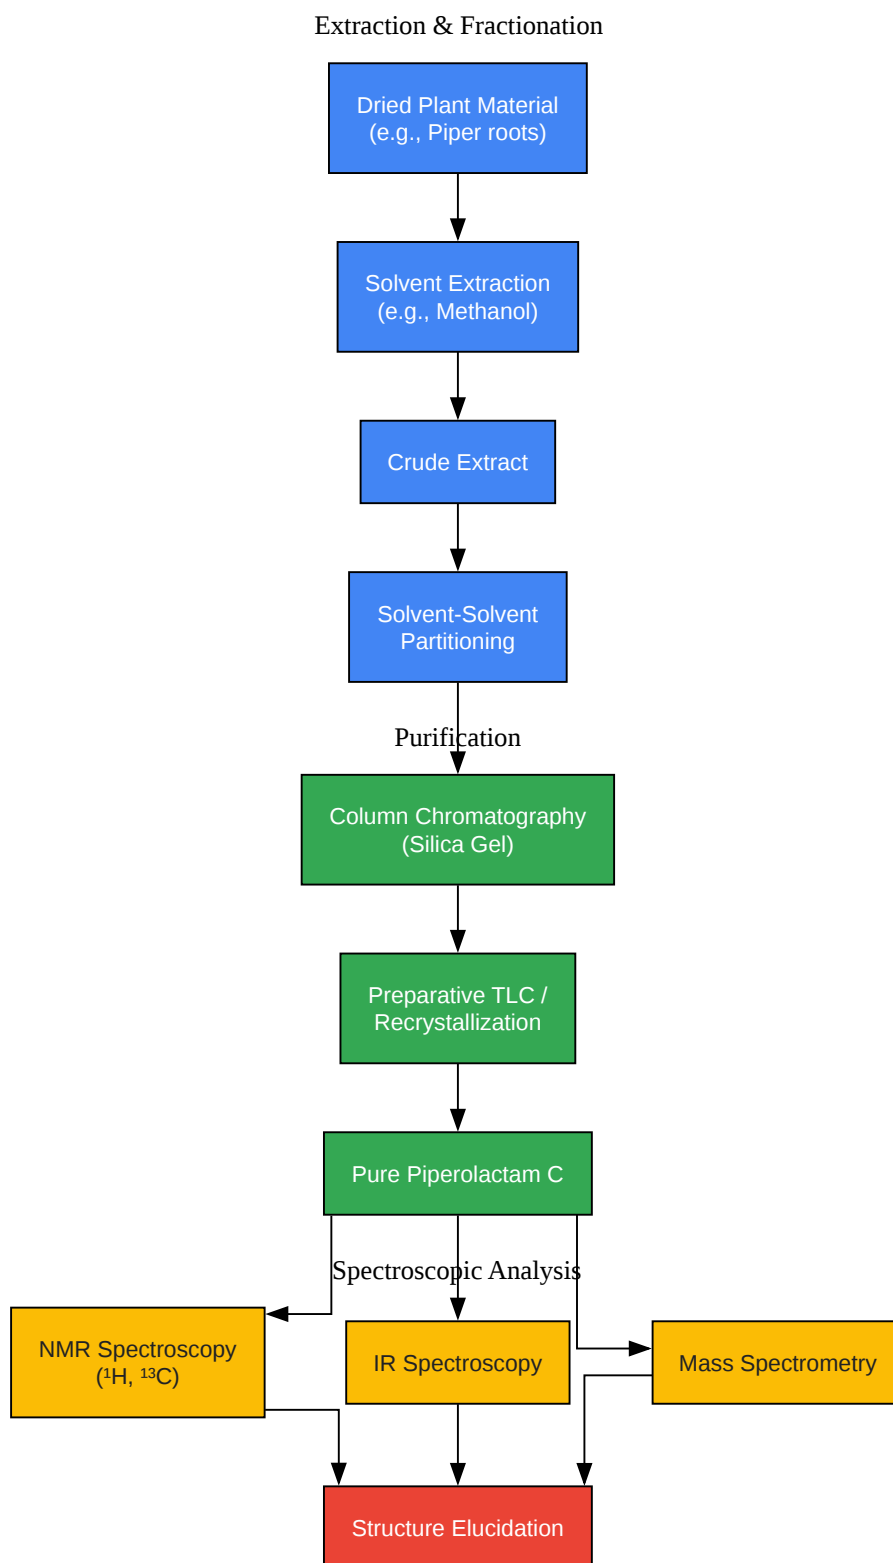 Extraction & Fractionation
Dried Plant Material
(e.g., Piper roots)
Solvent Extraction
(e.g., Methanol)
Crude Extract
Solvent-Solvent
Partitioning
Purification
Column Chromatography
(Silica Gel)
Preparative TLC /
Recrystallization
Pure Piperolactam C
Spectroscopic Analysis
NMR Spectroscopy
(¹H, ¹³C)
IR Spectroscopy
Mass Spectrometry
Structure Elucidation